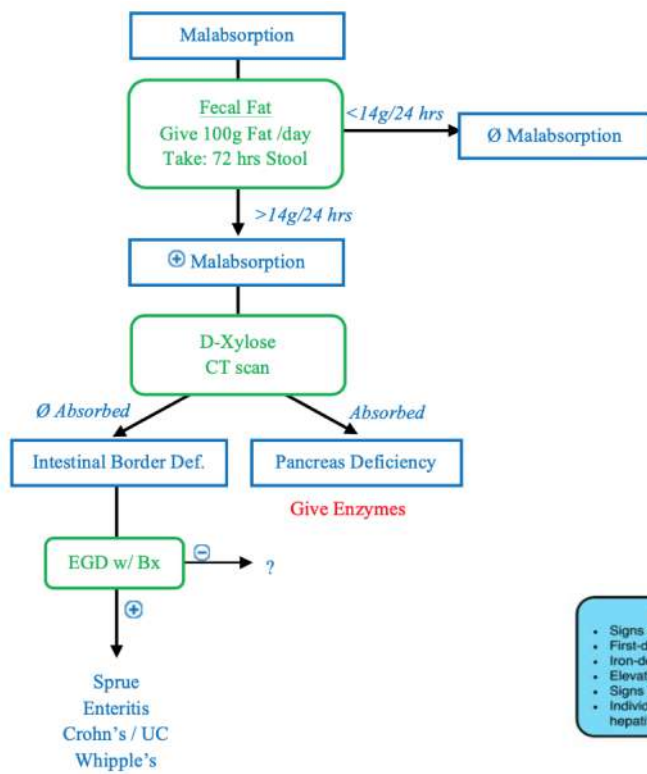 Malabsorption
Fecal Fat
Give 100g Fat /day
Take: 72 hrs Stool
<14g/24 hrs
Ø Malabsorption
>14g/24 hrs
⊕ Malabsorption
D-Xylose
CT scan
Ø Absorbed
Absorbed
Intestinal Border Def.
Pancreas Deficiency
Give Enzymes
EGD w/ Bx
⊖
?
⊕
Sprue
Enteritis
Crohn's / UC
Whipple's
• Signs
• First-d
• Iron-de
• Elevat
• Signs
• Individ
hepati